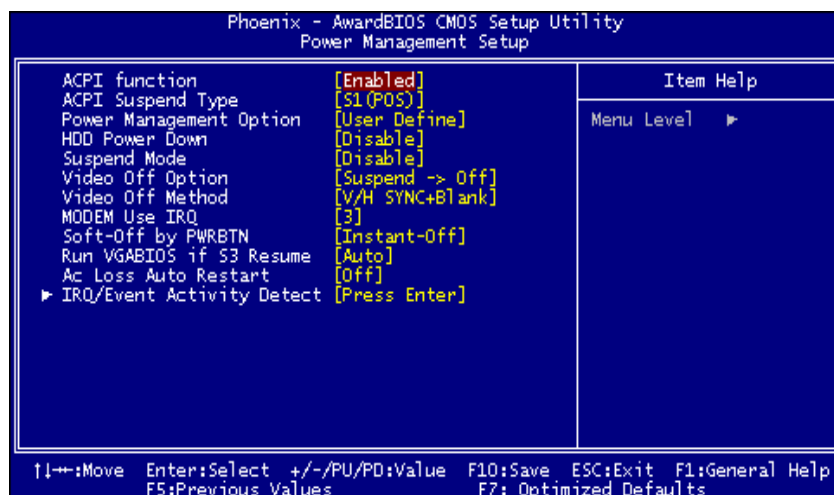 Phoenix - AwardBIOS CMOS Setup Utility
Power Management Setup
ACPI function [Enabled]
ACPI Suspend Type [S1(POS)]
Power Management Option [User Define]
HDD Power Down [Disable]
Suspend Mode [Disable]
Video Off Option [Suspend -> Off]
Video Off Method [V/H SYNC+Blank]
MODEM Use IRQ [3]
Soft-Off by PWRBTN [Instant-Off]
Run VGABIOS if S3 Resume [Auto]
Ac Loss Auto Restart [Off]
► IRQ/Event Activity Detect [Press Enter]
Item Help
Menu Level ►
↑↓→←:Move Enter:Select +/-/PU/PD:Value F10:Save ESC:Exit F1:General Help
F5:Previous Values F7: Optimized Defaults